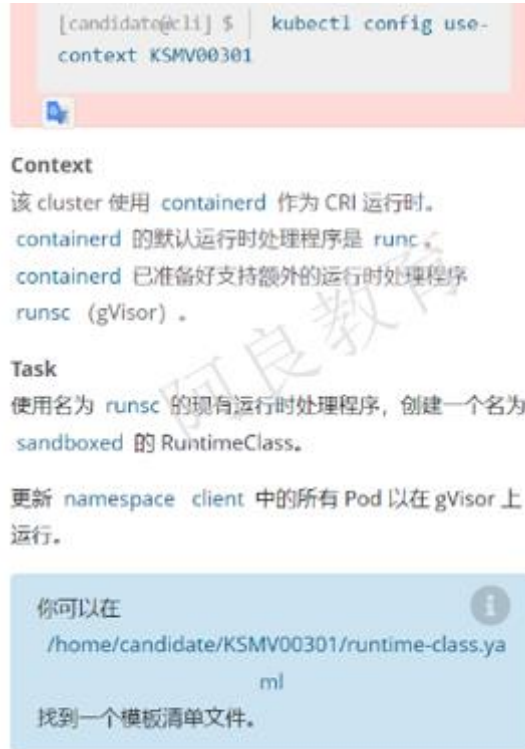 [candidate@cli] $ | kubectl config use-
context KSMV00301
Context
该 cluster 使用 containerd 作为 CRI 运行时。
containerd 的默认运行时处理程序是 runc。
containerd 已准备好支持额外的运行时处理程序
runsc （gVisor）。
阿良教育
Task
使用名为 runsc 的现有运行时处理程序，创建一个名为
sandboxed 的 RuntimeClass。
更新 namespace client 中的所有 Pod 以在 gVisor 上
运行。
你可以在
/home/candidate/KSMV00301/runtime-class.ya
ml
找到一个模板清单文件。